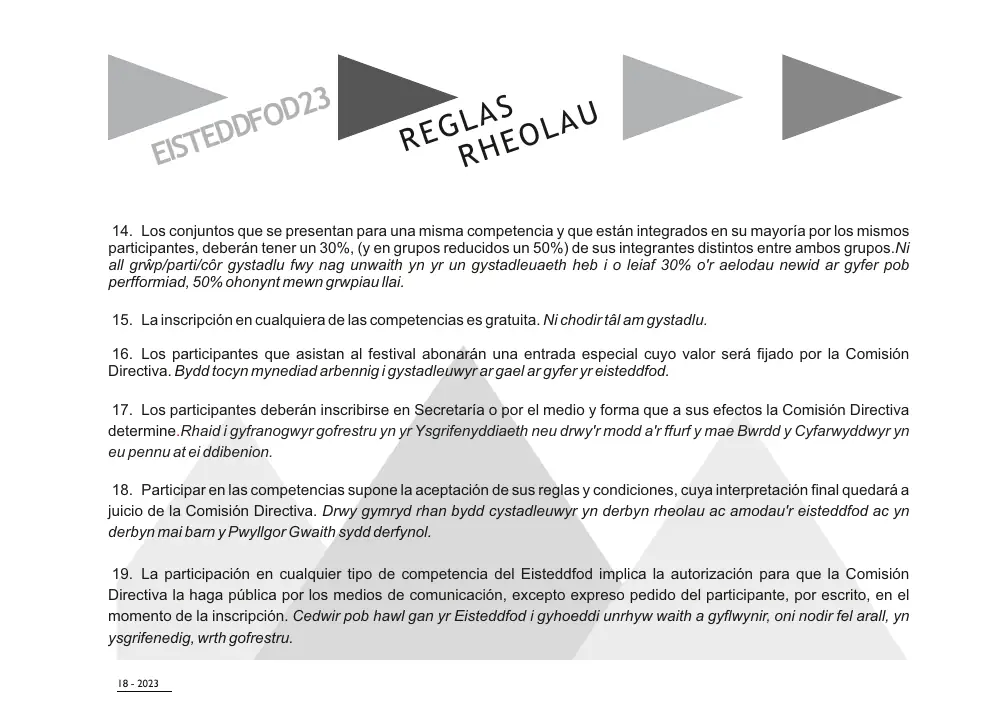 EISTEDDFOD23
REGLAS
RHEOLAU
14. Los conjuntos que se presentan para una misma competencia y que están integrados en su mayoría por los mismos
participantes, deberán tener un 30%, (y en grupos reducidos un 50%) de sus integrantes distintos entre ambos grupos.Ni
all grŵp/parti/côr gystadlu fwy nag unwaith yn yr un gystadleuaeth heb i o leiaf 30% o'r aelodau newid ar gyfer pob
perfformiad, 50% ohonynt mewn grwpiau llai.
15. La inscripción en cualquiera de las competencias es gratuita. Ni chodir tâl am gystadlu.
16. Los participantes que asistan al festival abonarán una entrada especial cuyo valor será fijado por la Comisión
Directiva. Bydd tocyn mynediad arbennig i gystadleuwyr ar gael ar gyfer yr eisteddfod.
17. Los participantes deberán inscribirse en Secretaría o por el medio y forma que a sus efectos la Comisión Directiva
determine.Rhaid i gyfranogwyr gofrestru yn yr Ysgrifenyddiaeth neu drwy'r modd a'r ffurf y mae Bwrdd y Cyfarwyddwyr yn
eu pennu at ei ddibenion.
18. Participar en las competencias supone la aceptación de sus reglas y condiciones, cuya interpretación final quedará a
juicio de la Comisión Directiva. Drwy gymryd rhan bydd cystadleuwyr yn derbyn rheolau ac amodau'r eisteddfod ac yn
derbyn mai barn y Pwyllgor Gwaith sydd derfynol.
19. La participación en cualquier tipo de competencia del Eisteddfod implica la autorización para que la Comisión
Directiva la haga pública por los medios de comunicación, excepto expreso pedido del participante, por escrito, en el
momento de la inscripción. Cedwir pob hawl gan yr Eisteddfod i gyhoeddi unrhyw waith a gyflwynir, oni nodir fel arall, yn
ysgrifenedig, wrth gofrestru.
18 - 2023